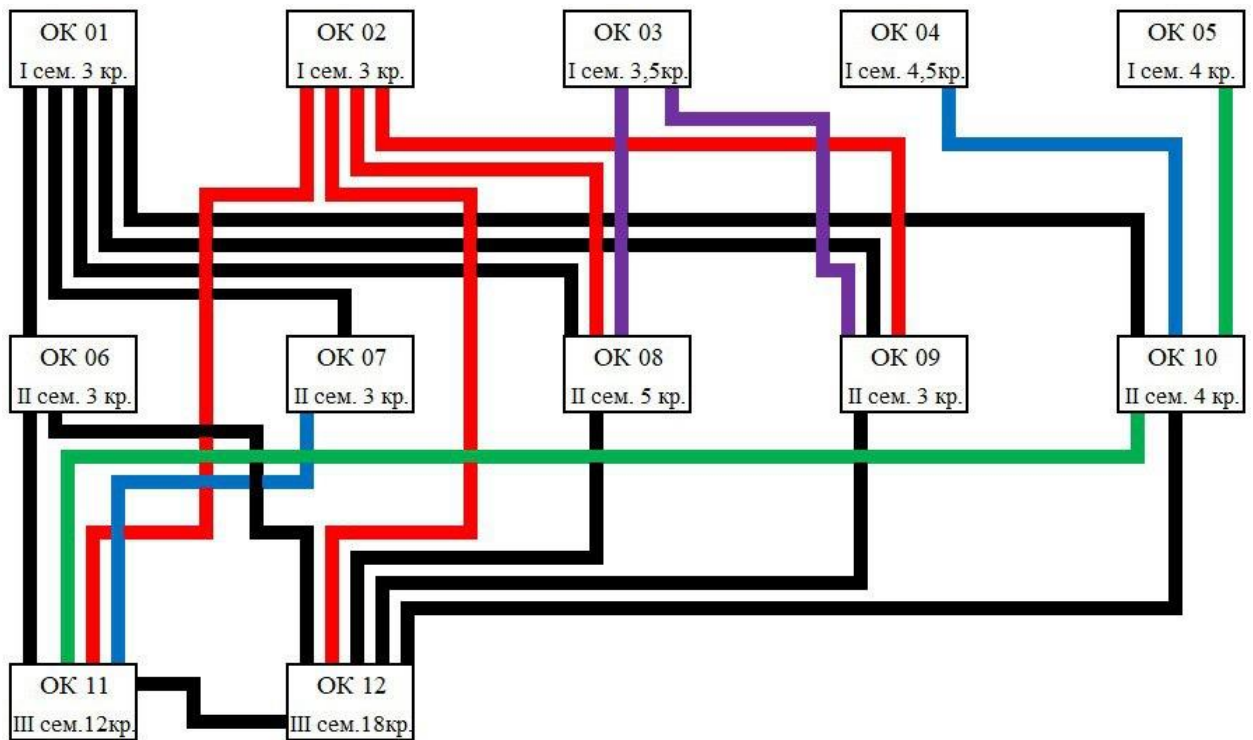 ОК 01
І сем. 3 кр.
ОК 02
І сем. 3 кр.
ОК 03
І сем. 3,5кр.
ОК 04
І сем. 4,5кр.
ОК 05
І сем. 4 кр.
ОК 06
ІІ сем. 3 кр.
ОК 07
ІІ сем. 3 кр.
ОК 08
ІІ сем. 5 кр.
ОК 09
ІІ сем. 3 кр.
ОК 10
ІІ сем. 4 кр.
ОК 11
ІІІ сем.12кр.
ОК 12
ІІІ сем.18кр.